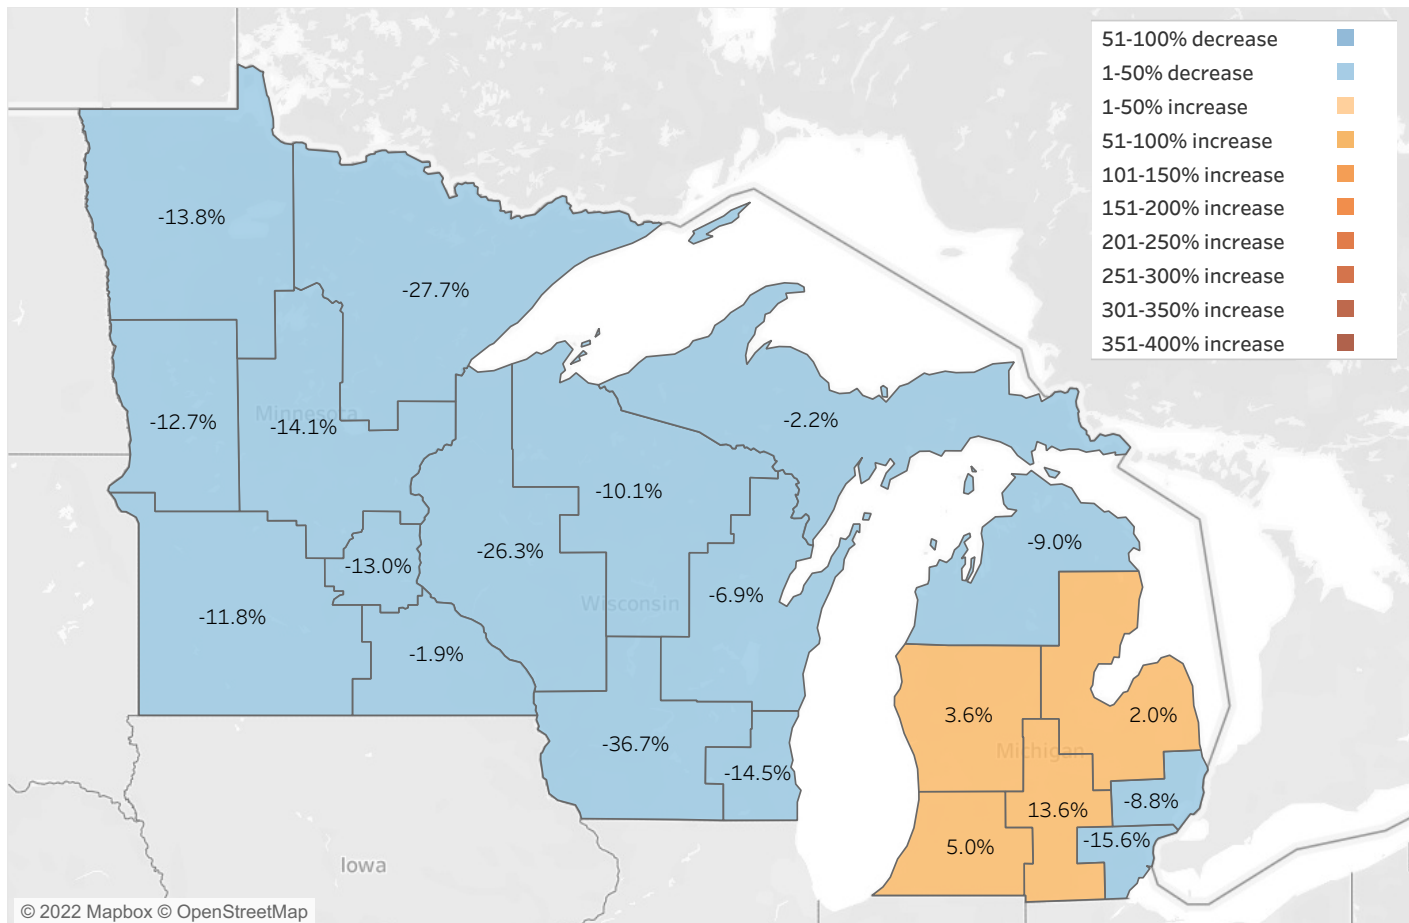 51-100% decrease
1-50% decrease
1-50% increase
51-100% increase
101-150% increase
151-200% increase
201-250% increase
251-300% increase
301-350% increase
351-400% increase
-13.8%
-27.7%
-12.7%
Minnesota
-14.1%
-2.2%
-10.1%
-9.0%
-26.3%
-13.0%
-6.9%
Wisconsin
-11.8%
-1.9%
3.6%
2.0%
-36.7%
Michigan
-14.5%
-8.8%
13.6%
-15.6%
5.0%
Iowa
© 2022 Mapbox © OpenStreetMap